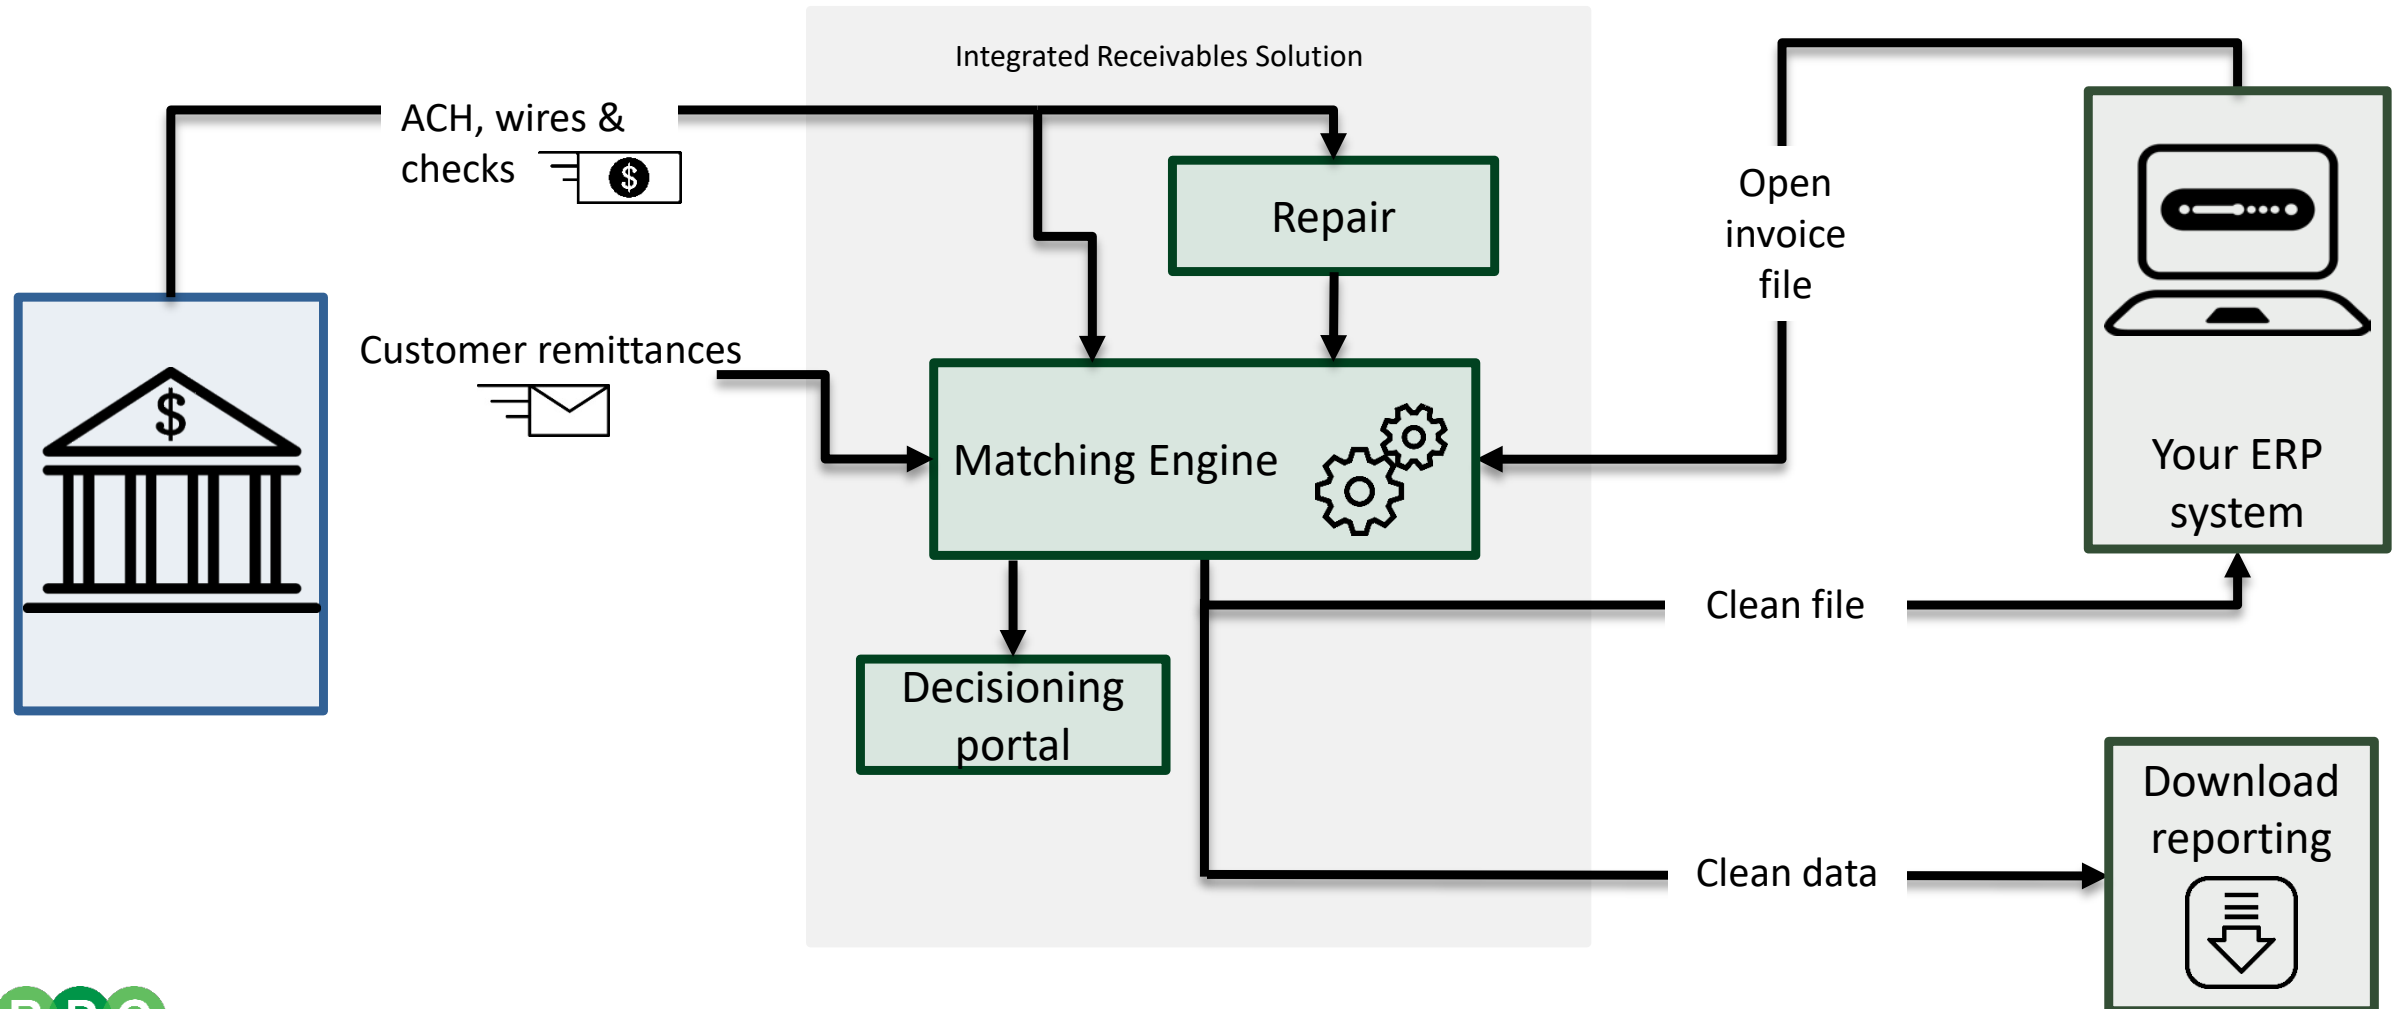 Integrated Receivables Solution
ACH, wires &
checks
$
Repair
Open
invoice
file
Customer remittances
$
Matching Engine
Your ERP
system
Clean file
Decisioning
portal
Download
reporting
Clean data